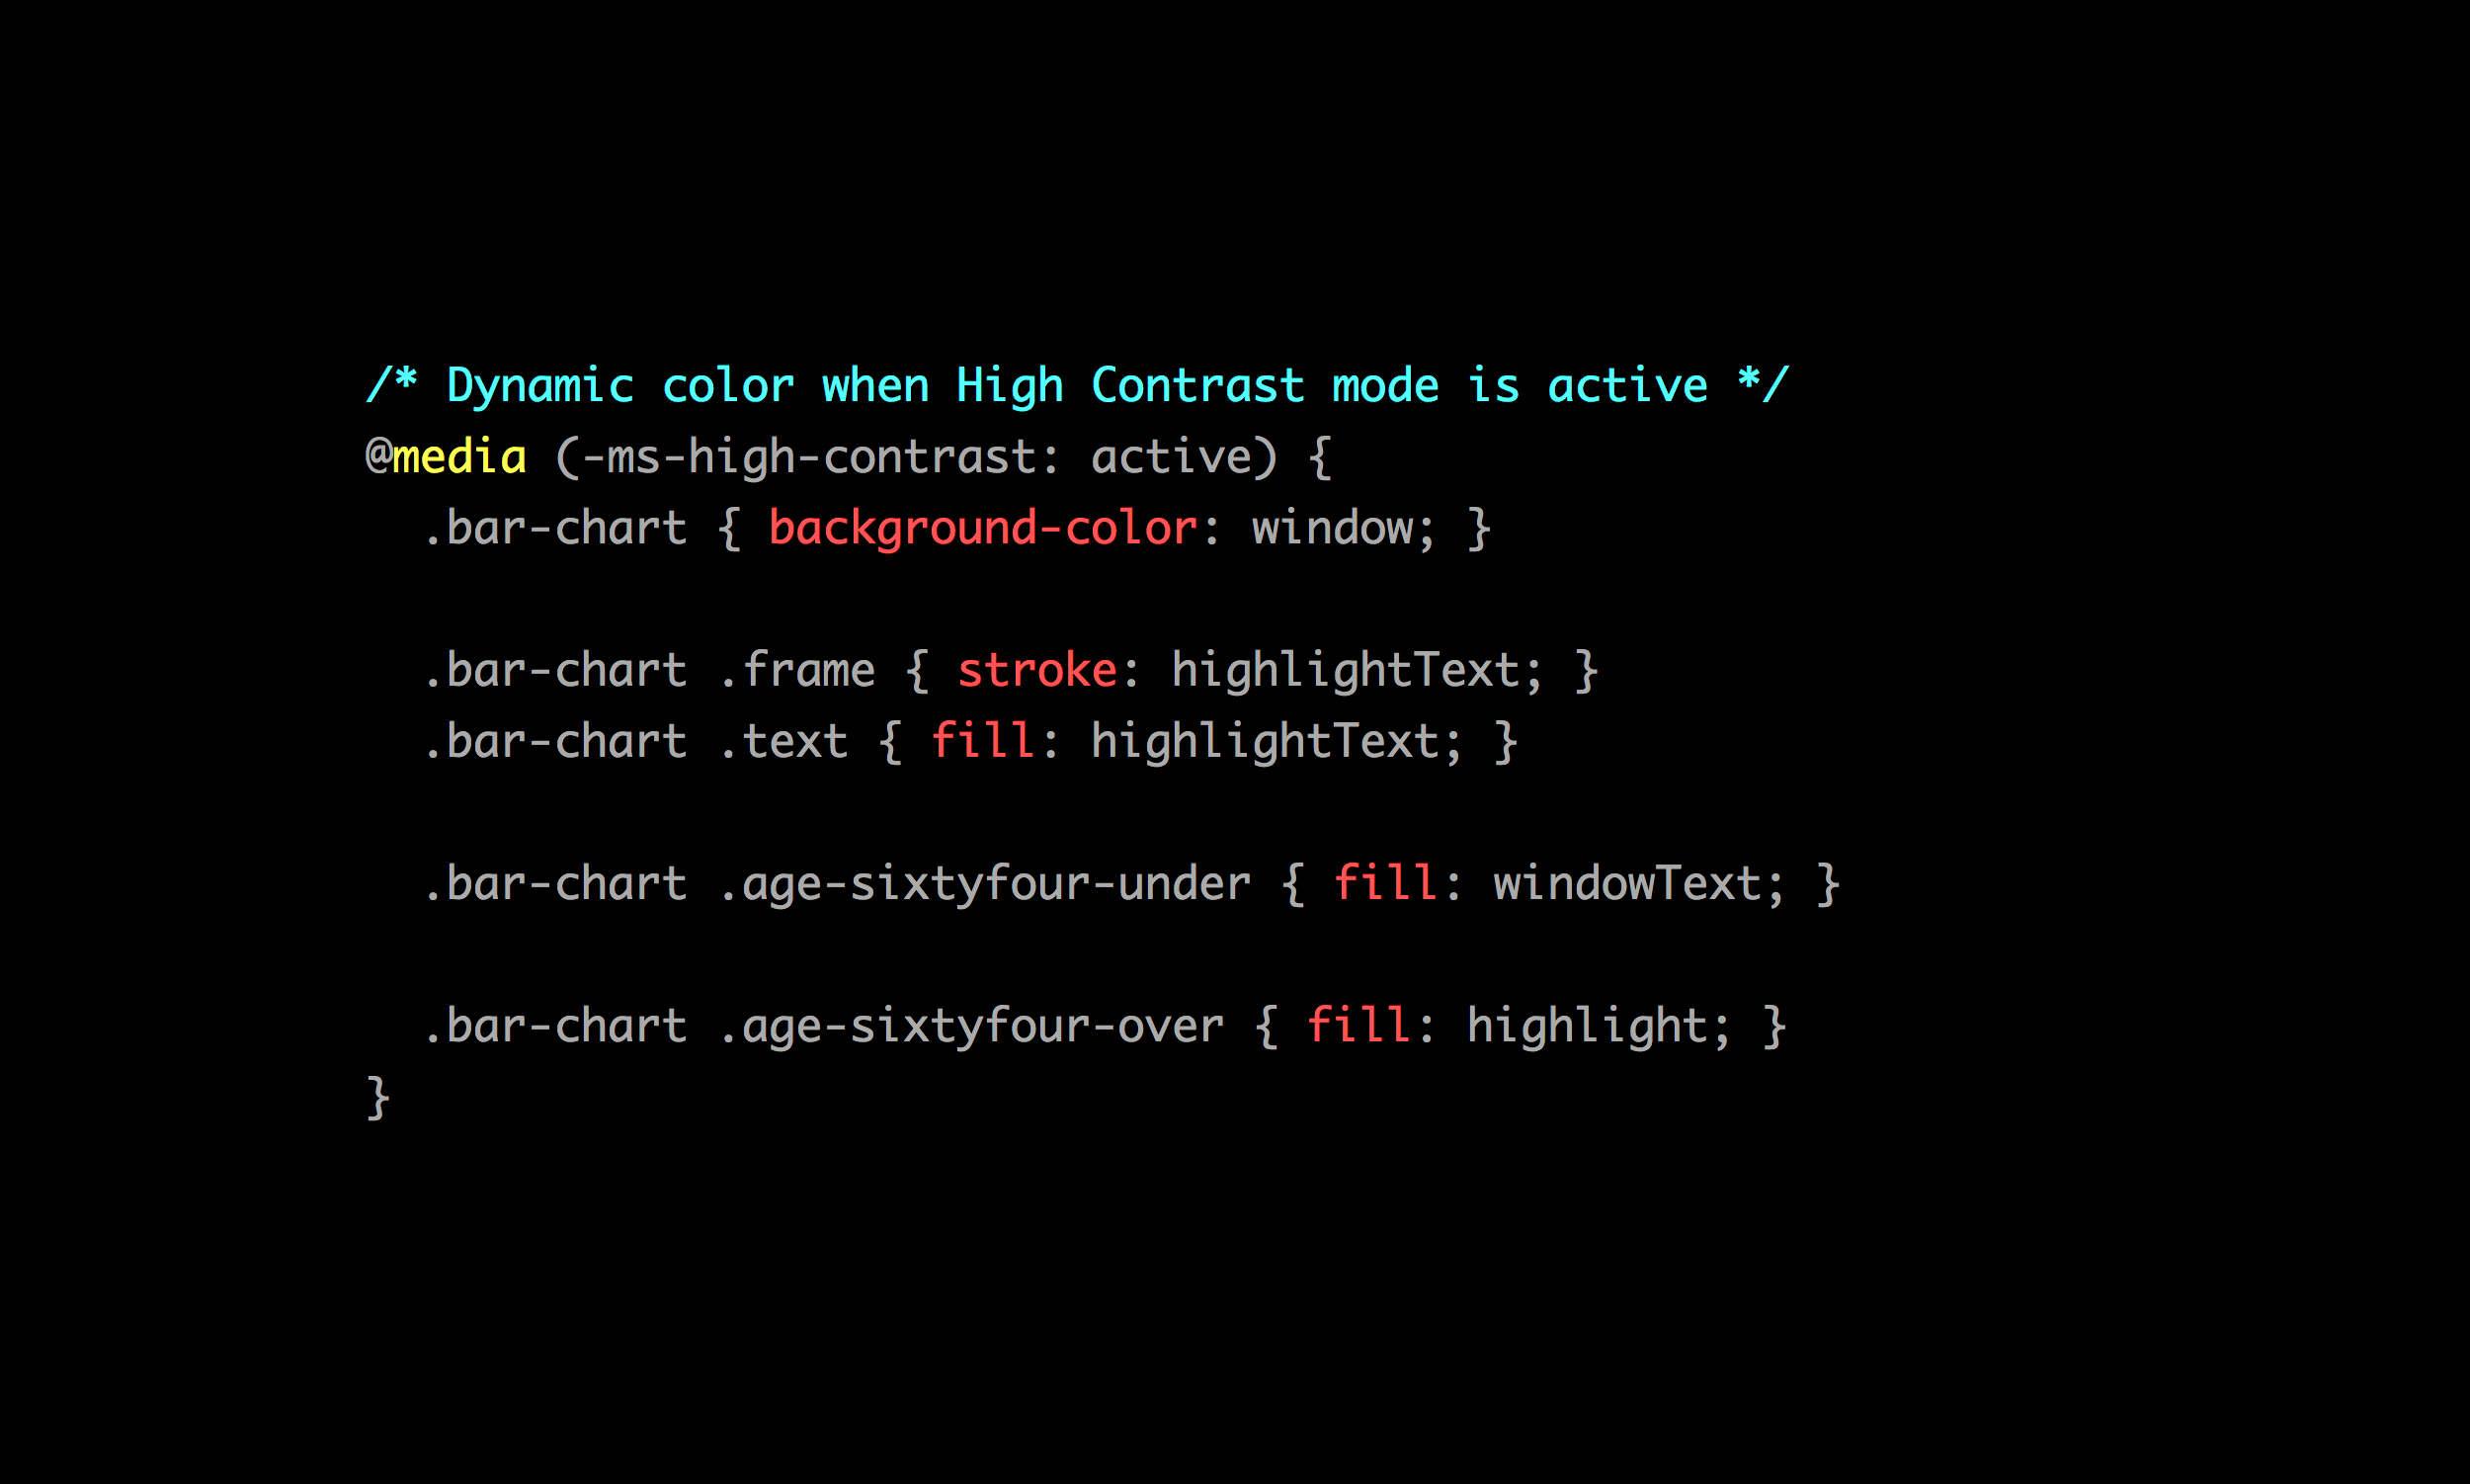 /* Dynamic color when High Contrast mode is active */
@media (-ms-high-contrast: active) {
  .bar-chart { background-color: window; }
  .bar-chart .frame { stroke: highlightText; }
  .bar-chart .text { fill: highlightText; }
  .bar-chart .age-sixtyfour-under { fill: windowText; }
  .bar-chart .age-sixtyfour-over { fill: highlight; }
}